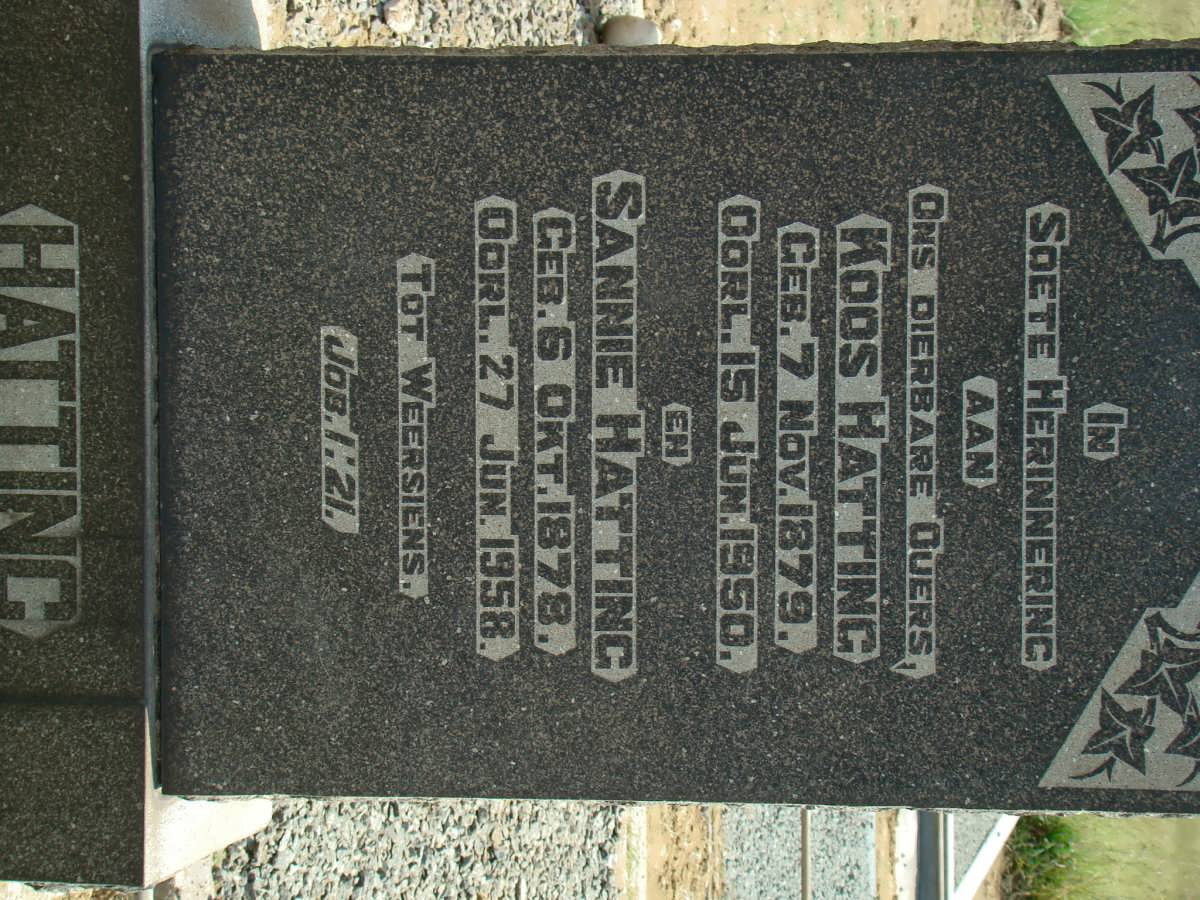 IN
SOETE HERINNERING
AAN
ONS DIERBARE OUERS,
KOOS HATTING
GEB. 7 NOV. 1879.
OORL. 15 JUN. 1950.
EN
SANNIE HATTING
GEB. 6 OKT. 1878.
OORL. 27 JUN. 1958.
TOT WEERSIENS.
JOB. 1:21.
HATTING